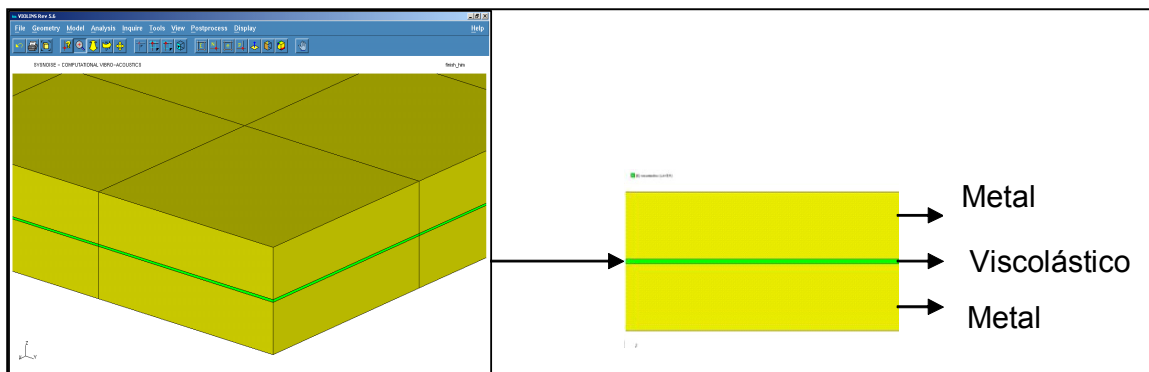 VIOLINS Rev 5.6
File Geometry Model Analysis Inquire Tools View Postprocess Display Help
SYSNOISE - COMPUTATIONAL VIBRO-ACOUSTICS
Metal
Viscolástico
Metal
Z
Y